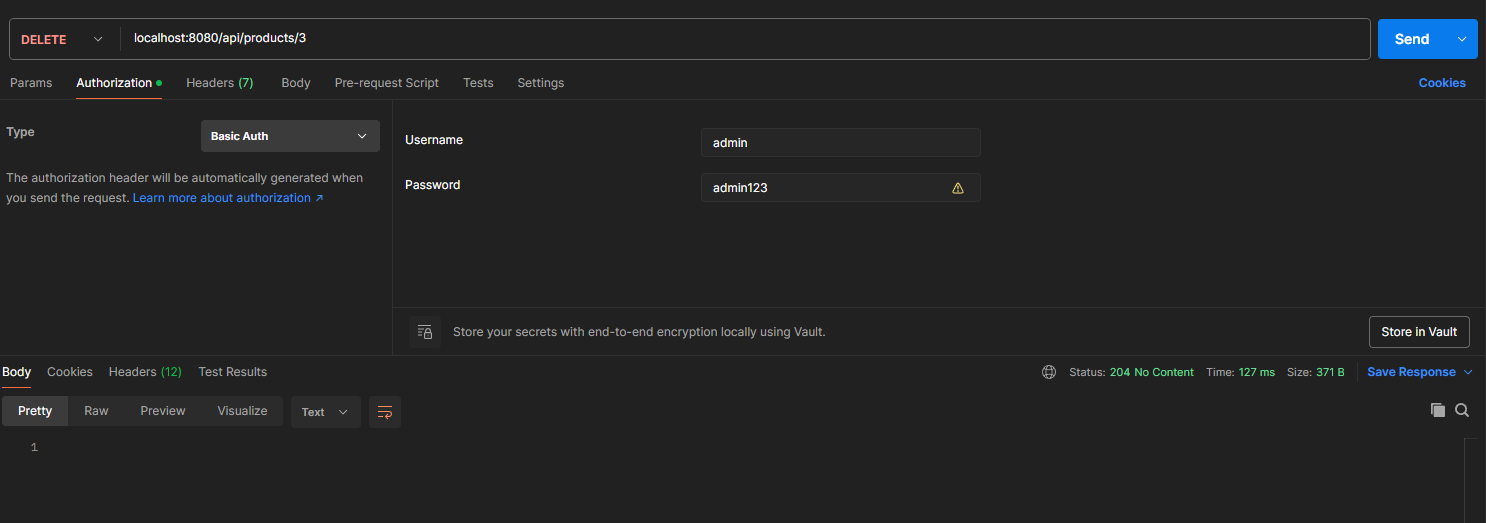 DELETE localhost:8080/api/products/3 Send
Params Authorization Headers (7) Body Pre-request Script Tests Settings Cookies
Type Basic Auth
The authorization header will be automatically generated when
you send the request. Learn more about authorization ↗
Username admin
Password admin123
Store your secrets with end-to-end encryption locally using Vault. Store in Vault
Body Cookies Headers (12) Test Results Status: 204 No Content Time: 127 ms Size: 371 B Save Response
Pretty Raw Preview Visualize Text
1